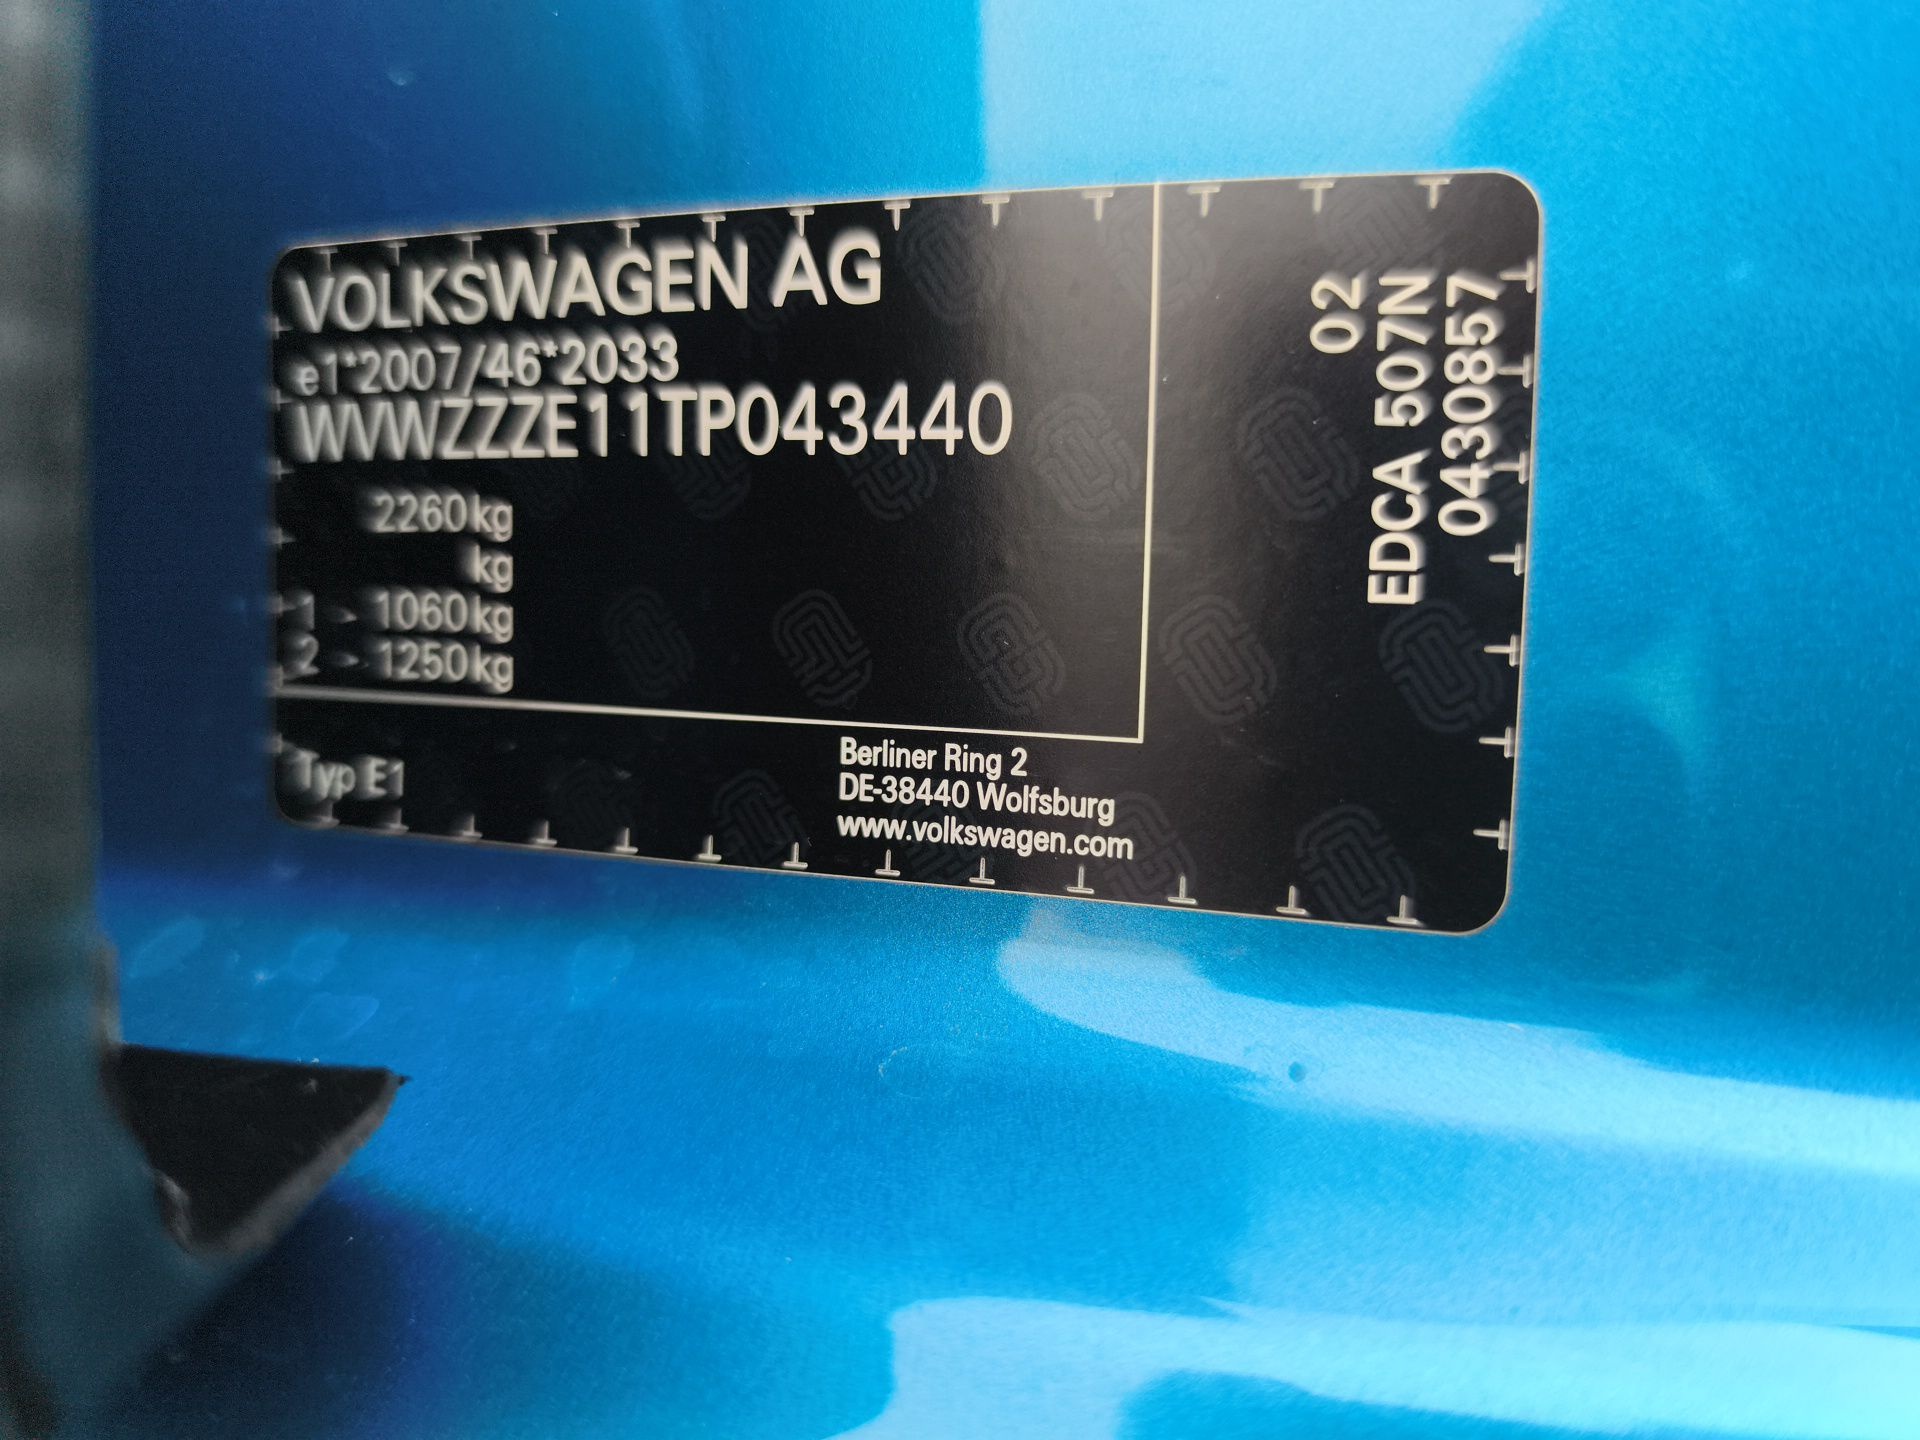 VOLKSWAGEN AG
e1*2007/46*2033
WVWZZZE11TP043440
2260kg
kg
1 - 1060kg
2 - 1250kg
Typ E1
Berliner Ring 2
DE-38440 Wolfsburg
www.volkswagen.com
02
EDCA 507N
0430857